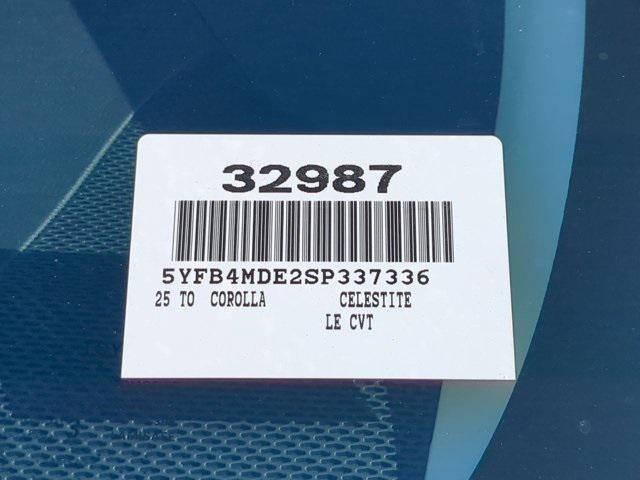 32987
5YFB4MDE2SP337336
25 TO COROLLA CELESTITE
LE CVT